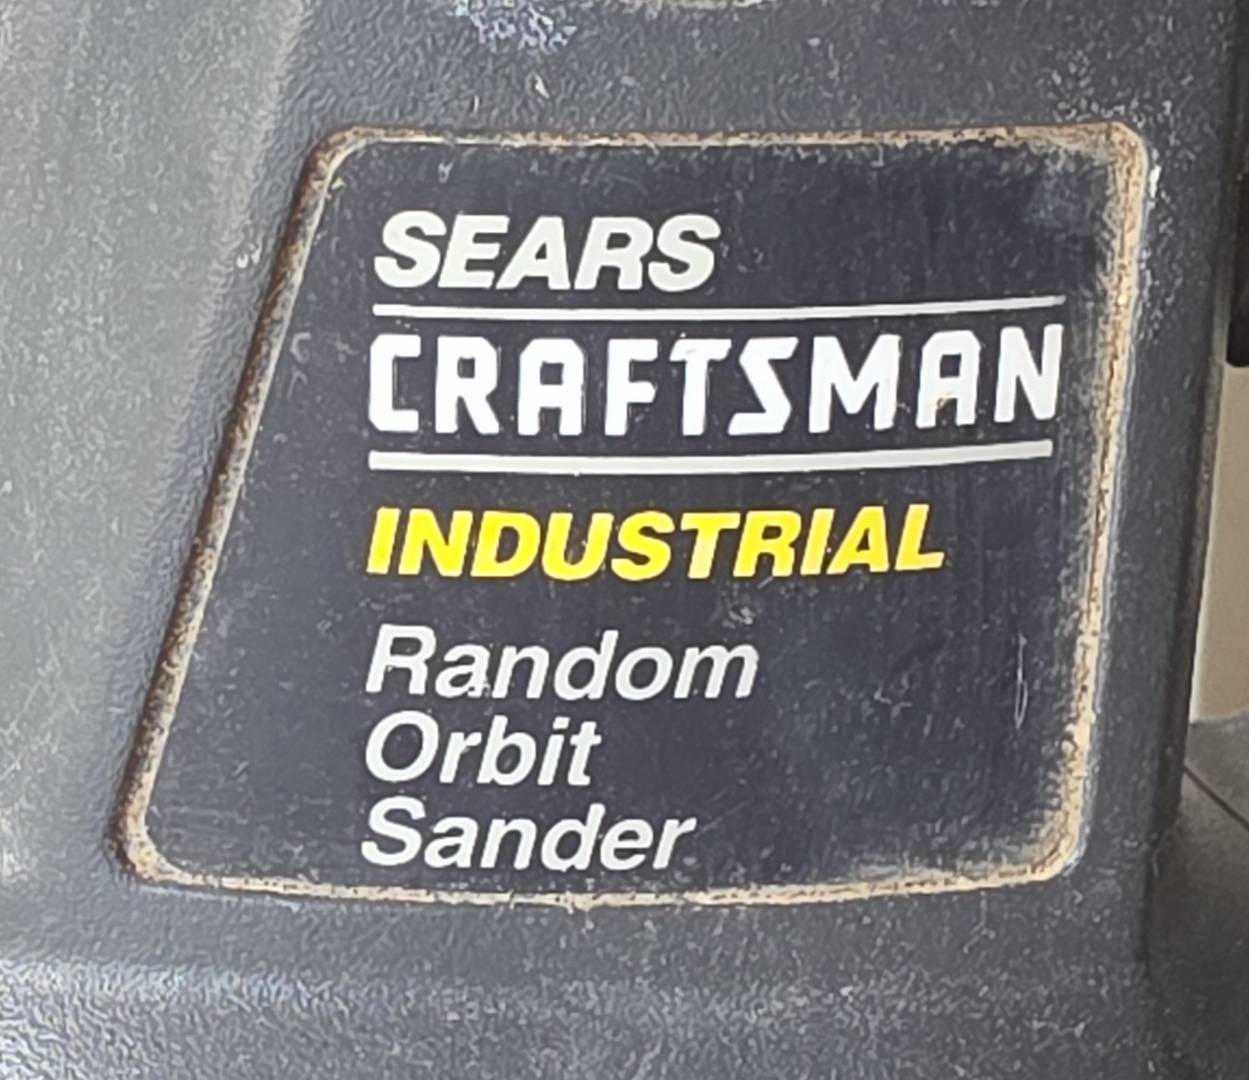 SEARS
CRAFTSMAN
INDUSTRIAL
Random
Orbit
Sander